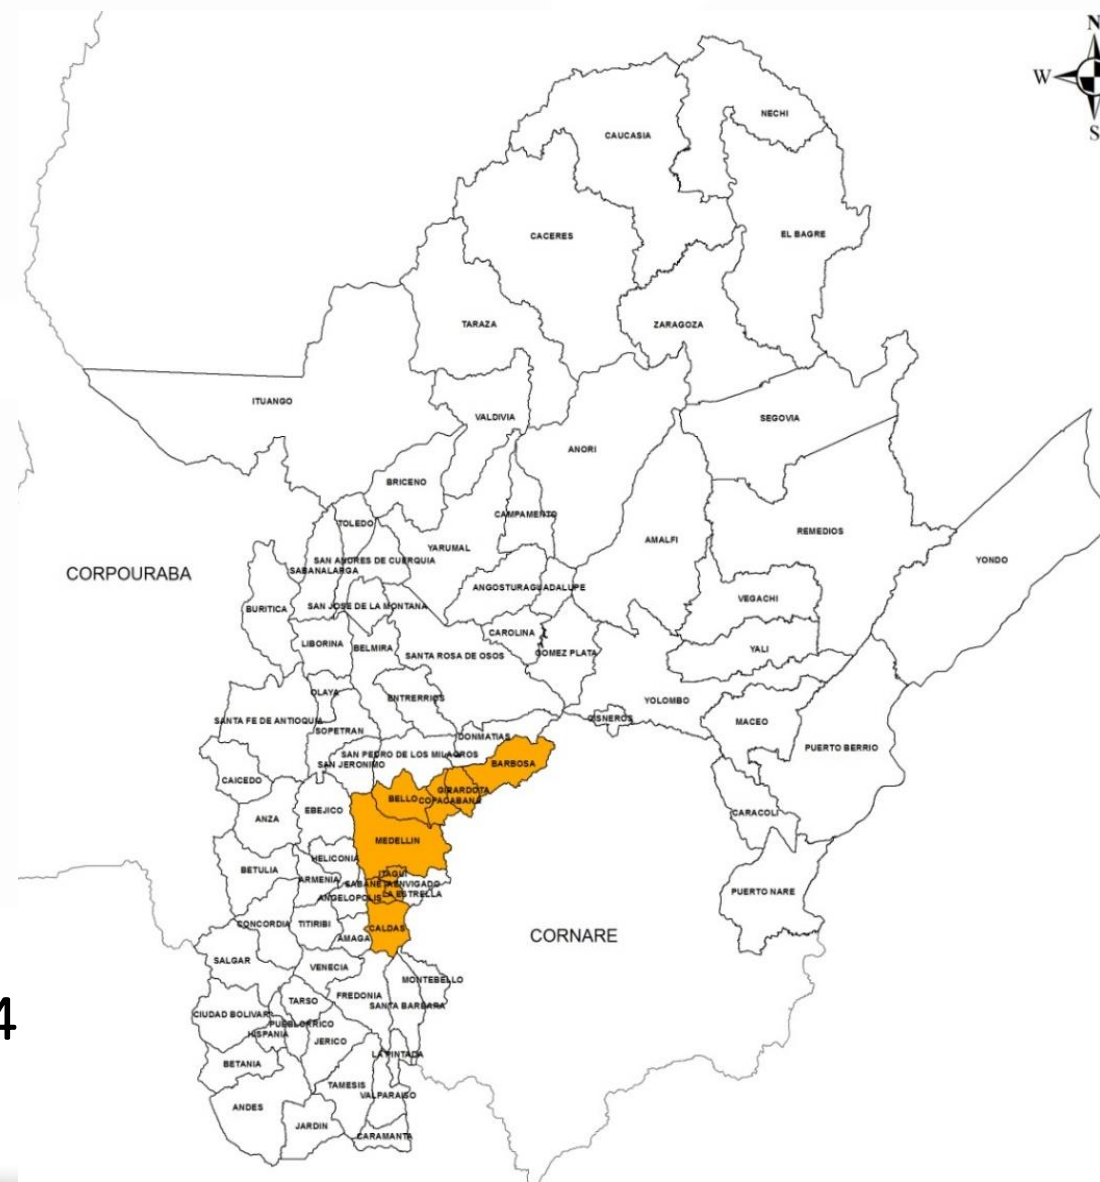 N
W
S
NECHI
CAUCASIA
CACERES
EL BAGRE
TARAZA
ZARAGOZA
ITUANGO
VALDIVIA
SEGOVIA
ANORI
BRICENO
CAMPAMENTO
TOLEDO
REMEDIOS
AMALFI
YARUMAL
SAN ANDRES DE CUERQUIA
YONDO
SABANALARGA
CORPOURABA
ANGOSTURA
GUADALUPE
VEGACHI
BURITICA
SAN JOSE DE LA MONTANA
CAROLINA
LIBORINA
BELMIRA
YALI
GOMEZ PLATA
SANTA ROSA DE OSOS
OLAYA
ENTRERRIOS
YOLOMBO
SANTA FE DE ANTIOQUIA
CISNEROS
MACEO
SOPETRAN
DONMATIAS
PUERTO BERRIO
SAN PEDRO DE LOS MILAGROS
SAN JERONIMO
BARBOSA
CAICEDO
GIRARDOTA
BELLO
COPACABANA
EBEJICO
CARACOLI
ANZA
MEDELLIN
HELICONIA
BETULIA
ITAGUI
ARMENIA
SABANETA
ENVIGADO
PUERTO NARE
LA ESTRELLA
ANGELOPOLIS
CONCORDIA
TITIRIBI
CALDAS
CORNARE
AMAGA
SALGAR
VENECIA
MONTEBELLO
FREDONIA
TARSO
SANTA BARBARA
4
CIUDAD BOLIVAR
PUEBLORRICO
HISPANIA
JERICO
LA PINTADA
BETANIA
TAMESIS
VALPARAISO
ANDES
JARDIN
CARAMANTA